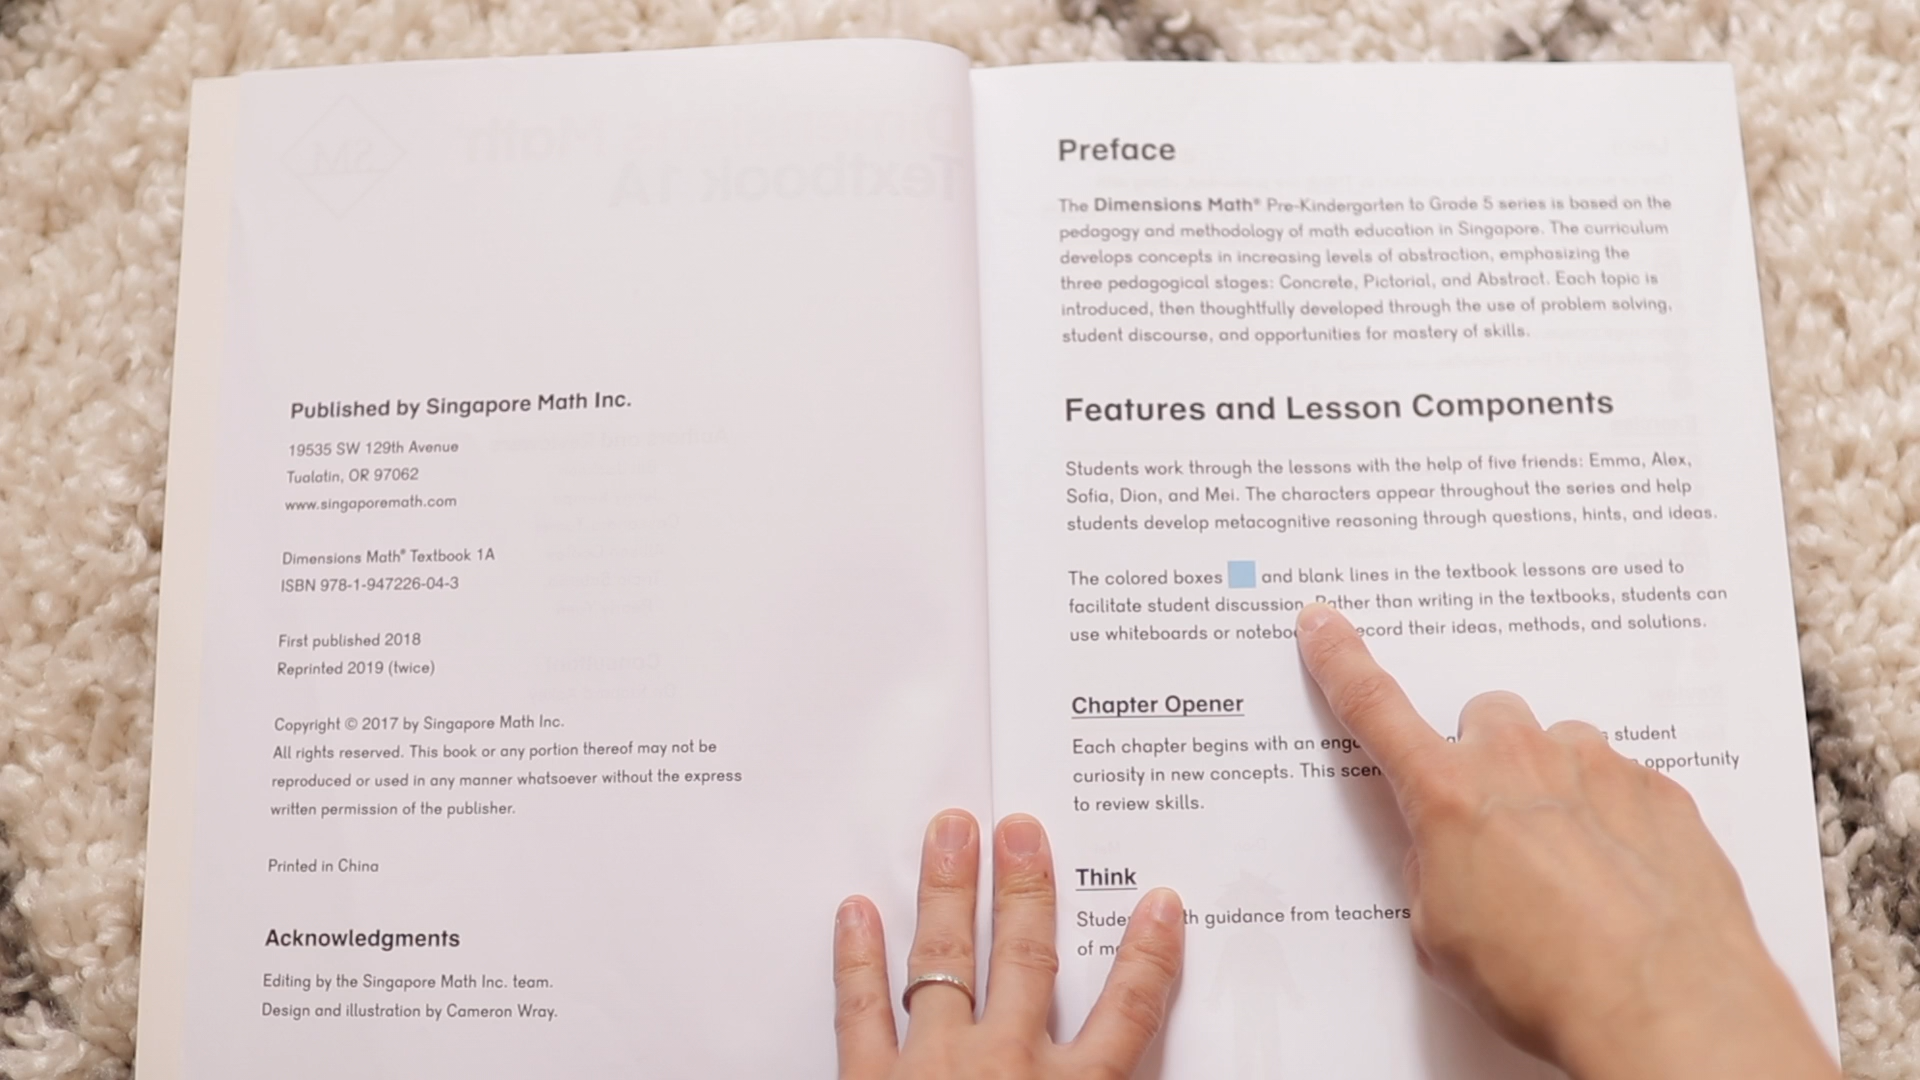 Published by Singapore Math Inc.
19535 SW 129th Avenue
Tualatin, OR 97062
www.singaporemath.com
Dimensions Math® Textbook 1A
ISBN 978-1-947226-04-3
First published 2018
Reprinted 2019 (twice)
Copyright © 2017 by Singapore Math Inc.
All rights reserved. This book or any portion thereof may not be
reproduced or used in any manner whatsoever without the express
written permission of the publisher.
Printed in China
Acknowledgments
Editing by the Singapore Math Inc. team.
Design and illustration by Cameron Wray.
Preface
The Dimensions Math® Pre-Kindergarten to Grade 5 series is based on the
pedagogy and methodology of math education in Singapore. The curriculum
develops concepts in increasing levels of abstraction, emphasizing the
three pedagogical stages: Concrete, Pictorial, and Abstract. Each topic is
introduced, then thoughtfully developed through the use of problem solving,
student discourse, and opportunities for mastery of skills.
Features and Lesson Components
Students work through the lessons with the help of five friends: Emma, Alex,
Sofia, Dion, and Mei. The characters appear throughout the series and help
students develop metacognitive reasoning through questions, hints, and ideas.
The colored boxes and blank lines in the textbook lessons are used to
facilitate student discussion. Rather than writing in the textbooks, students can
use whiteboards or their ideas, methods, and solutions.
Chapter Opener
Each chapter begins with an student
curiosity in new concepts. This opportunity
to review skills.
Think
guidance from teachers
of